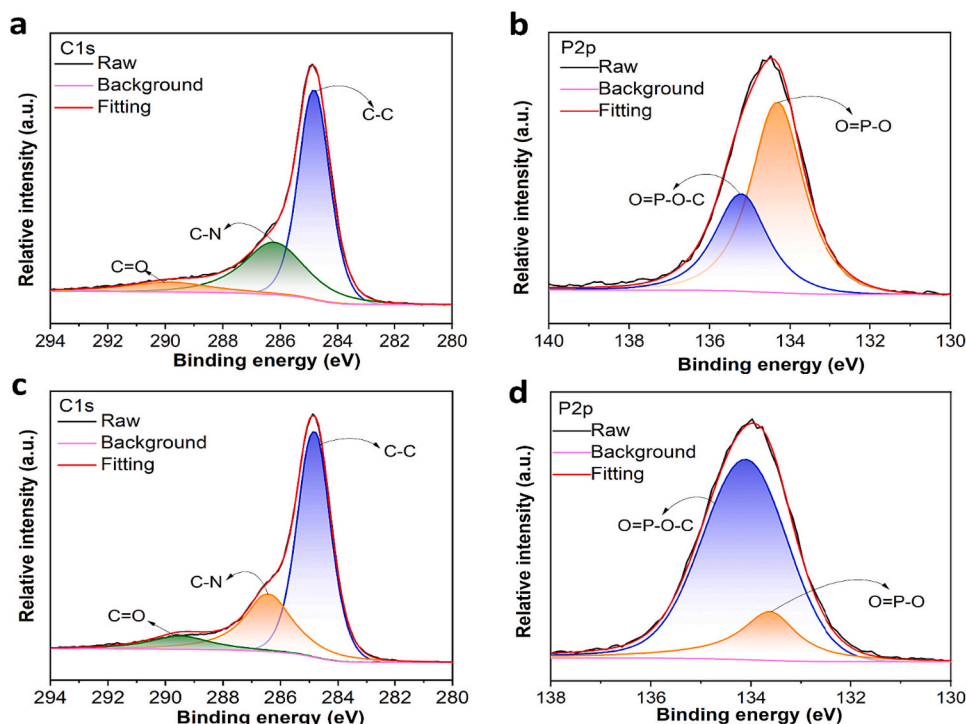 a
C1s
Raw
Background
Fitting
C-C
C-N
C=O
Relative intensity (a.u.)
294 292 290 288 286 284 282 280
Binding energy (eV)
b
P2p
Raw
Background
Fitting
O=P-O
O=P-O-C
Relative intensity (a.u.)
140 138 136 134 132 130
Binding energy (eV)
c
C1s
Raw
Background
Fitting
C-C
C-N
C=O
Relative intensity (a.u.)
294 292 290 288 286 284 282 280
Binding energy (eV)
d
P2p
Raw
Background
Fitting
O=P-O-C
O=P-O
Relative intensity (a.u.)
138 136 134 132 130
Binding energy (eV)